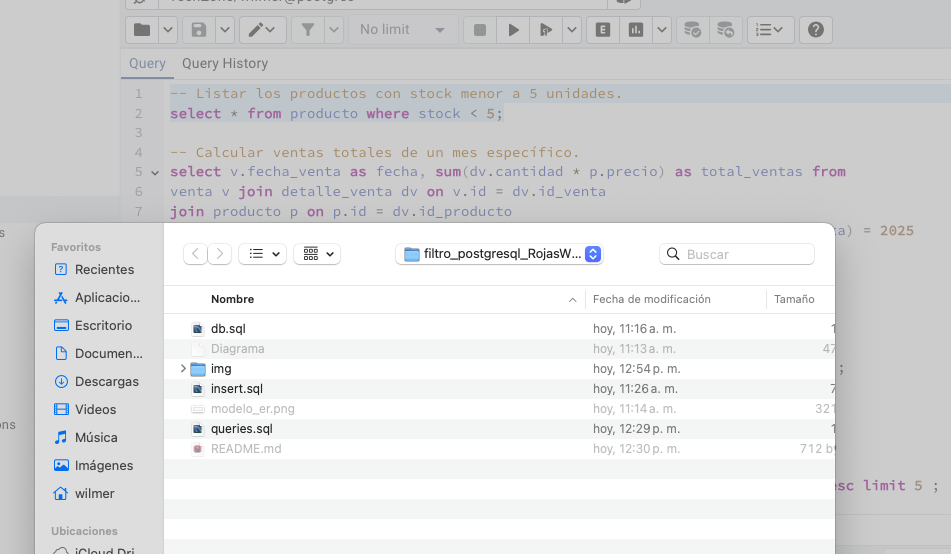 No limit
Query Query History
1 -- Listar los productos con stock menor a 5 unidades.
2 select * from producto where stock < 5;
3
4 -- Calcular ventas totales de un mes específico.
5 select v.fecha_venta as fecha, sum(dv.cantidad * p.precio) as total_ventas from
6 venta v join detalle_venta dv on v.id = dv.id_venta
7 join producto p on p.id = dv.id_producto
) = 2025
Favoritos
Recientes
Aplicacio...
Escritorio
Documen...
Descargas
Videos
Música
Imágenes
wilmer
Ubicaciones
filtro_postgresql_RojasW...
Buscar
Nombre Fecha de modificación Tamaño
db.sql hoy, 11:16 a. m. 1
Diagrama hoy, 11:13 a. m. 47
img hoy, 12:54 p. m.
insert.sql hoy, 11:26 a. m. 7
modelo_er.png hoy, 11:14 a. m. 321
queries.sql hoy, 12:29 p. m. 1
README.md hoy, 12:30 p. m. 712
;
esc limit 5 ;